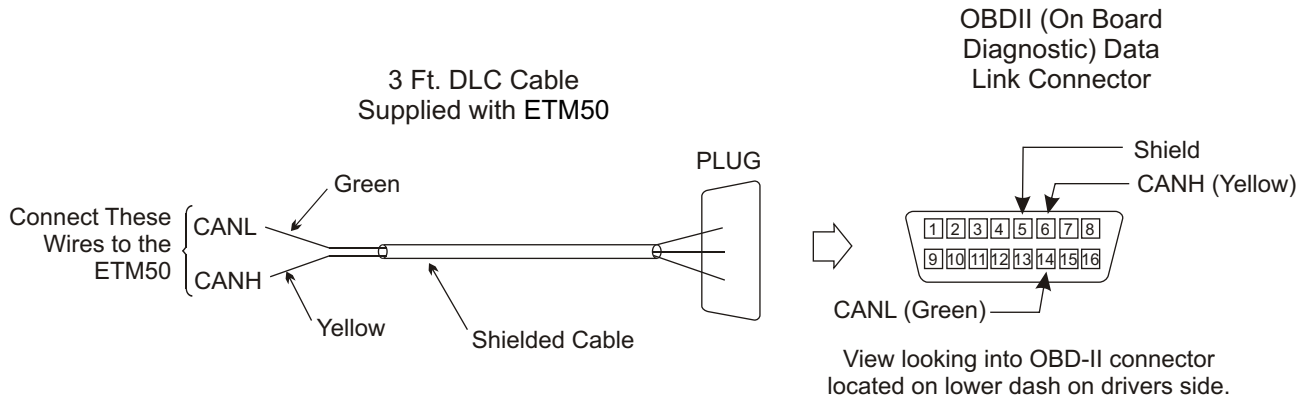 OBDII (On Board
Diagnostic) Data
Link Connector
3 Ft. DLC Cable
Supplied with ETM50
PLUG
Shield
CANH (Yellow)
Green
Connect These
Wires to the
ETM50
CANL
CANH
1 2 3 4 5 6 7 8
9 10 11 12 13 14 15 16
CANL (Green)
Yellow
Shielded Cable
View looking into OBD-II connector
located on lower dash on drivers side.